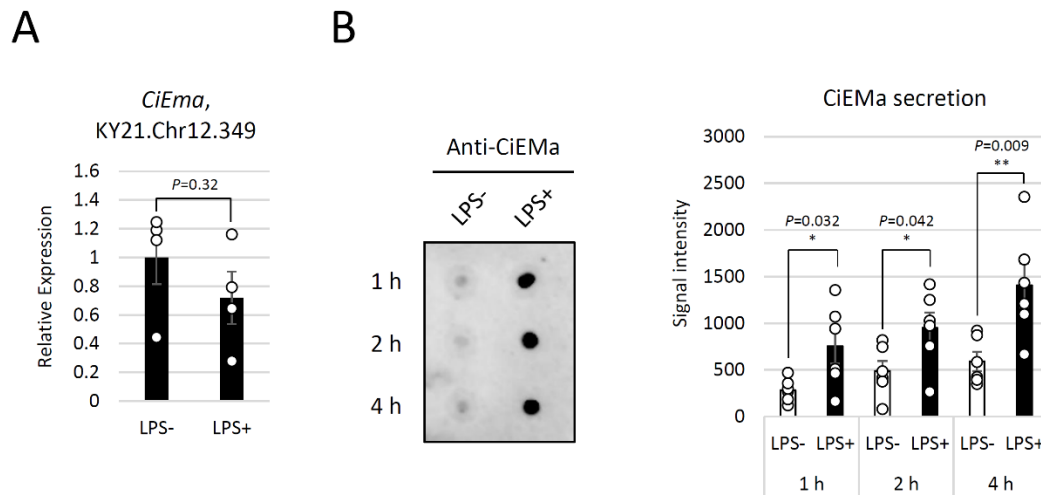 A
CiEma,
KY21.Chr12.349
Relative Expression
1.6
1.4
1.2
1
0.8
0.6
0.4
0.2
0
P=0.32
LPS- LPS+
B
Anti-CiEMa
LPS- LPS+
1 h
2 h
4 h
CiEMa secretion
Signal intensity
3000
2500
2000
1500
1000
500
0
P=0.032
*
P=0.042
*
P=0.009
**
LPS- LPS+ LPS- LPS+ LPS- LPS+
1 h 2 h 4 h